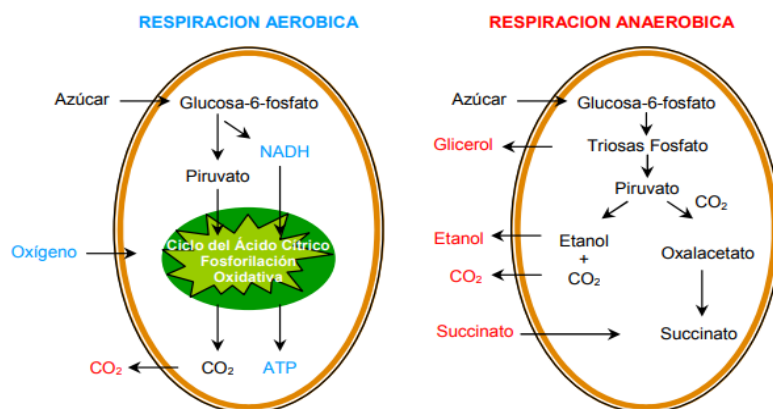 RESPIRACION AERÓBICA
Azúcar
Glucosa-6-fosfato
NADH
Piruvato
Oxígeno
Ciclo del Ácido Cítrico
Fosforilación
Oxidativa
CO₂
CO₂
ATP
RESPIRACION ANAEROBICA
Azúcar
Glucosa-6-fosfato
Glicerol
Triosas Fosfato
Piruvato
CO₂
Etanol
Etanol
+
CO₂
CO₂
Oxalacetato
Succinato
Succinato